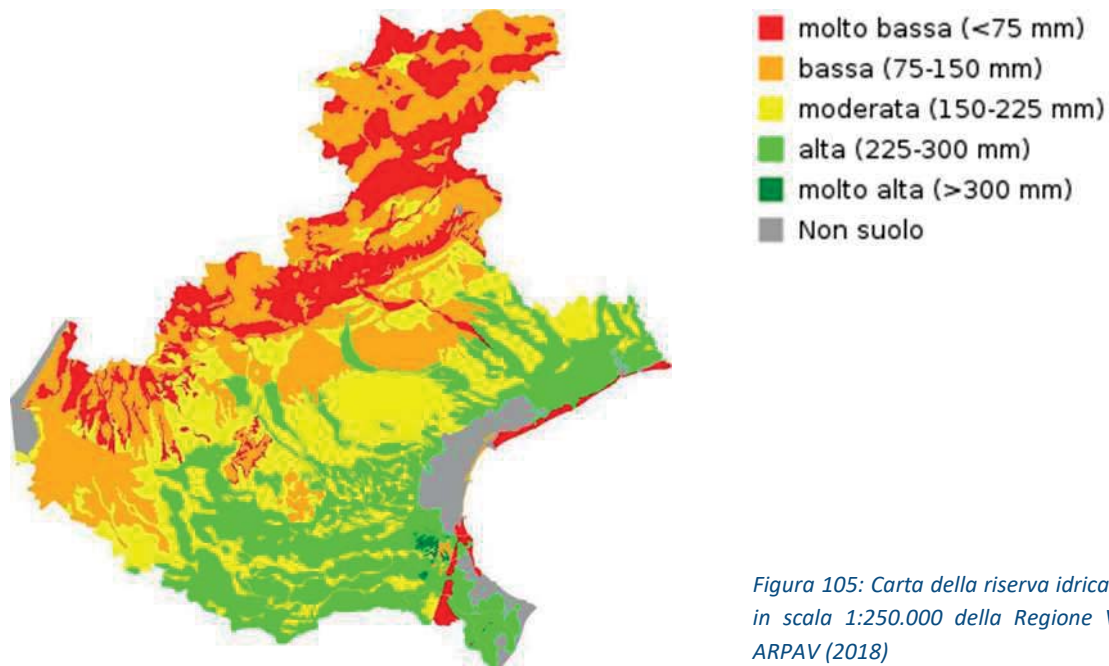 molto bassa (<75 mm)
bassa (75-150 mm)
moderata (150-225 mm)
alta (225-300 mm)
molto alta (>300 mm)
Non suolo
Figura 105: Carta della riserva idrica
in scala 1:250.000 della Regione
ARPAV (2018)